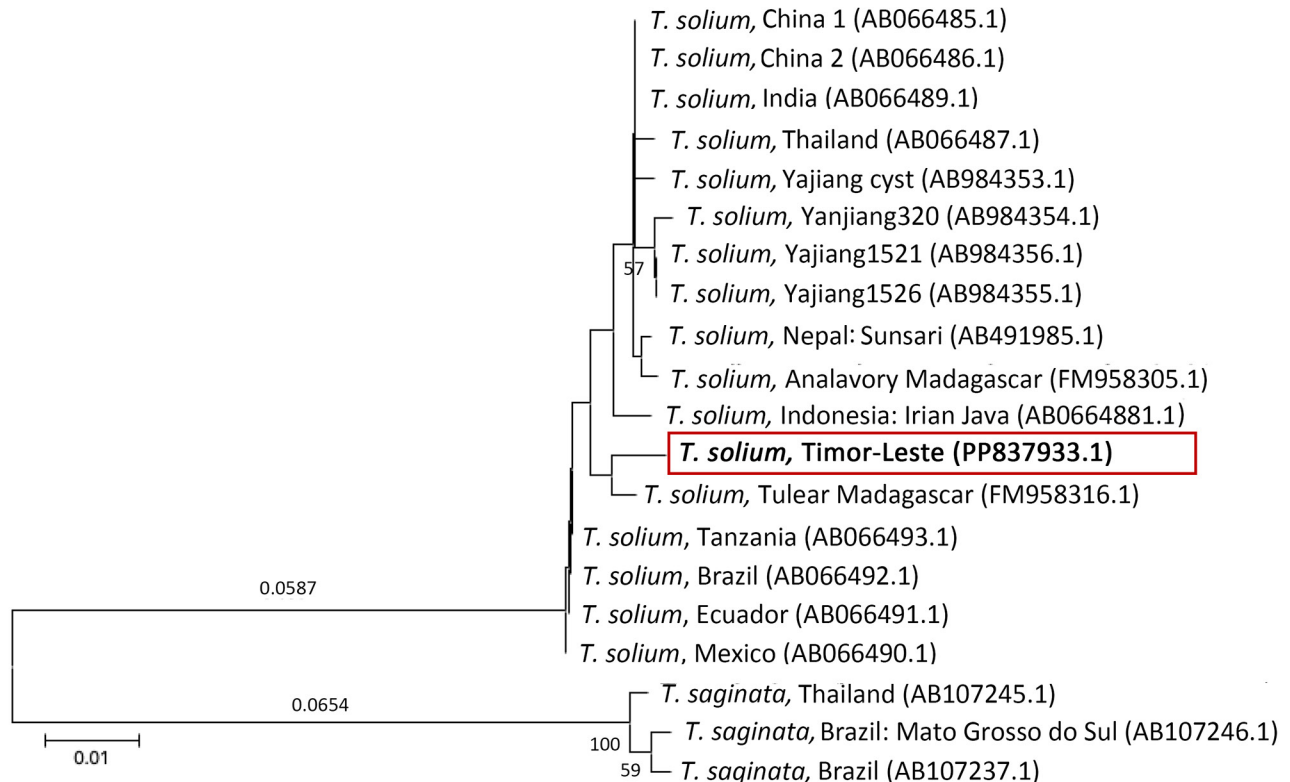 T. solium, China 1 (AB066485.1)
T. solium, China 2 (AB066486.1)
T. solium, India (AB066489.1)
T. solium, Thailand (AB066487.1)
T. solium, Yajiang cyst (AB984353.1)
T. solium, Yanjiang320 (AB984354.1)
T. solium, Yajiang1521 (AB984356.1)
57
T. solium, Yajiang1526 (AB984355.1)
T. solium, Nepal: Sunsari (AB491985.1)
T. solium, Analavory Madagascar (FM958305.1)
T. solium, Indonesia: Irian Java (AB0664881.1)
T. solium, Timor-Leste (PP837933.1)
T. solium, Tulear Madagascar (FM958316.1)
T. solium, Tanzania (AB066493.1)
T. solium, Brazil (AB066492.1)
0.0587
T. solium, Ecuador (AB066491.1)
T. solium, Mexico (AB066490.1)
T. saginata, Thailand (AB107245.1)
0.0654
T. saginata, Brazil: Mato Grosso do Sul (AB107246.1)
100
0.01
59
T. saginata, Brazil (AB107237.1)